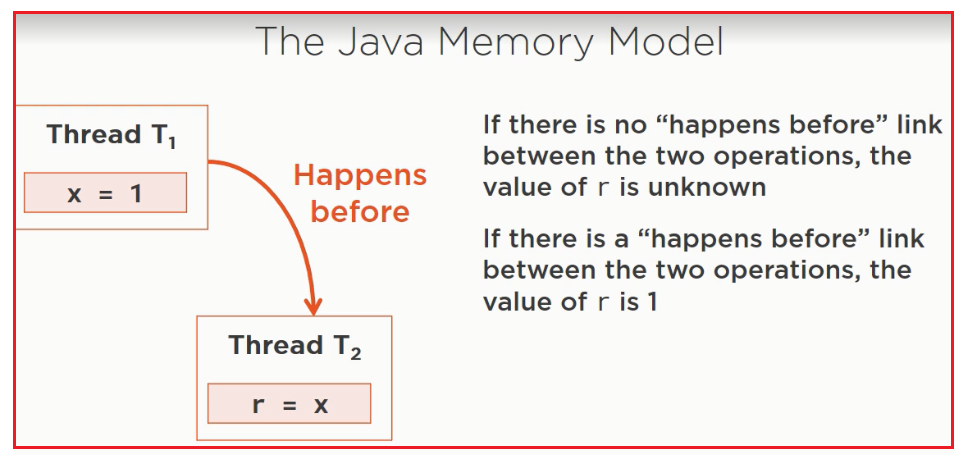 The Java Memory Model
Thread T₁
x = 1
Happens
before
Thread T₂
r = x
If there is no “happens before” link
between the two operations, the
value of r is unknown
If there is a “happens before” link
between the two operations, the
value of r is 1